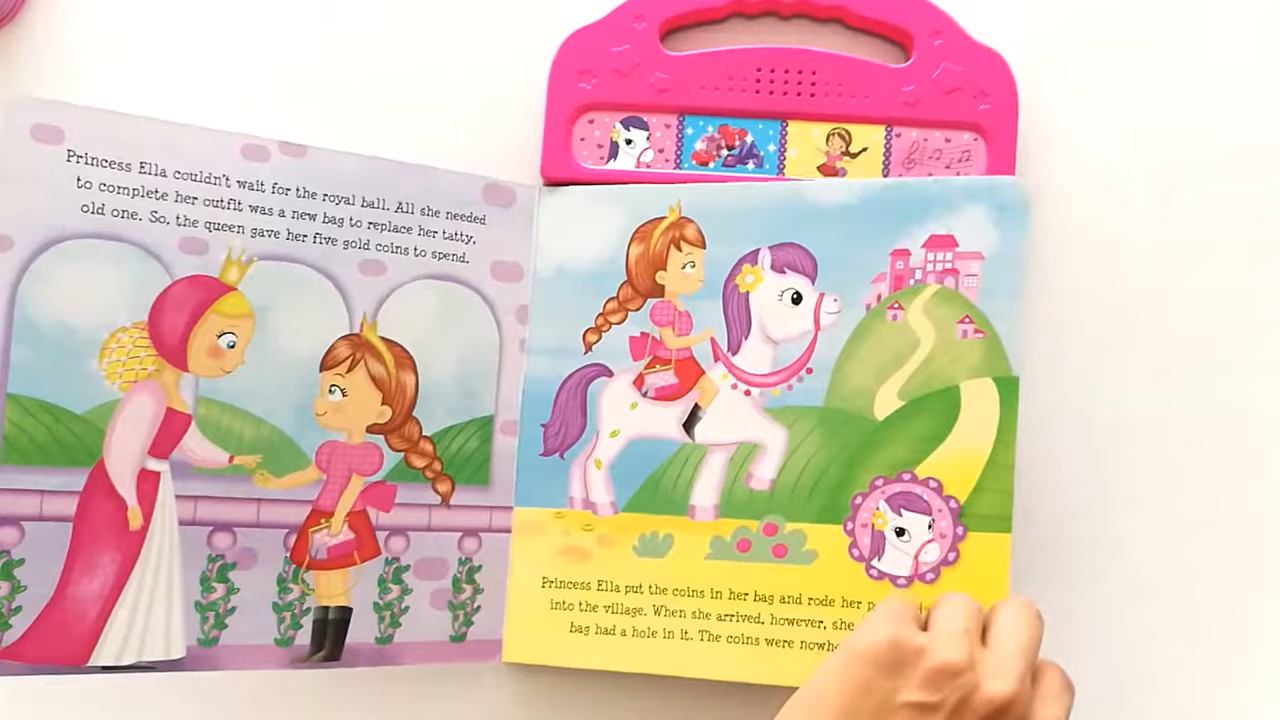 Princess Ella couldn't wait for the royal ball. All she needed
to complete her outfit was a new bag to replace her tatty,
old one. So, the queen gave her five gold coins to spend.
Princess Ella put the coins in her bag and rode her
into the village. When she arrived, however, she
bag had a hole in it. The coins were